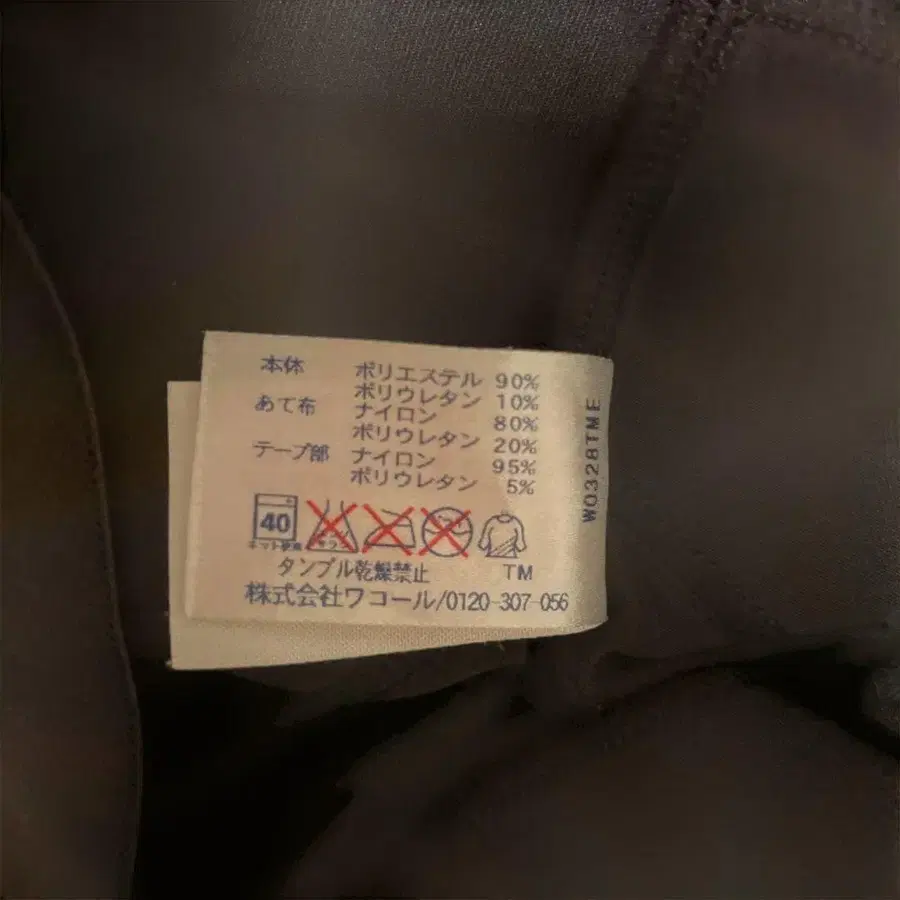 本体 ポリエステル 90%
ポリウレタン 10%
あて布 ナイロン 80%
ポリウレタン 20%
テープ部 ナイロン 95%
ポリウレタン 5%
40
ネット使用
タンブル乾燥禁止 TM
株式会社ワコール/0120-307-056
W0328TME